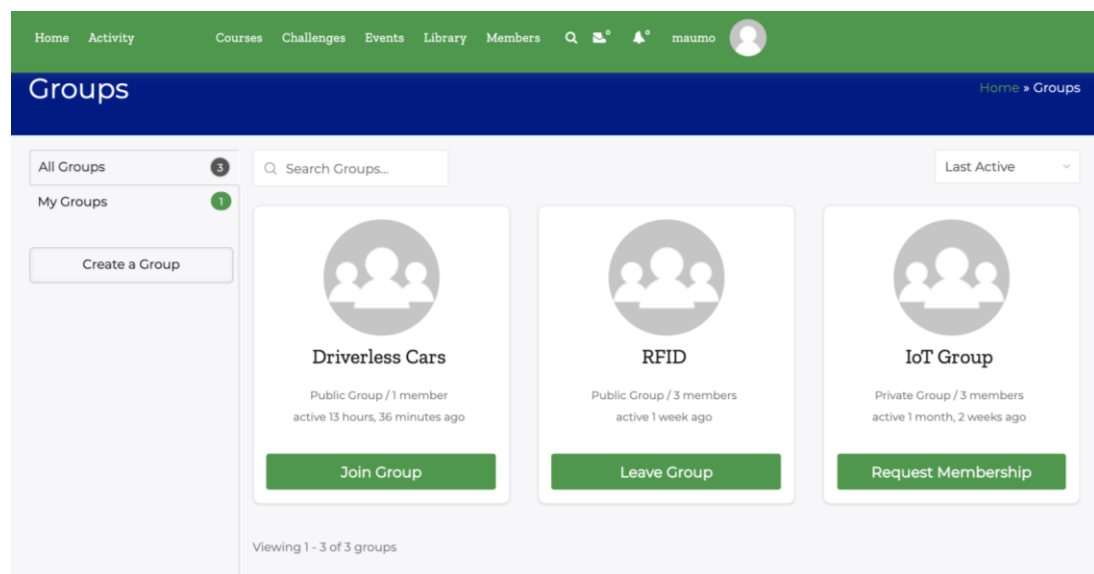 Home Activity Courses Challenges Events Library Members 0 0 maumo
Groups
Home » Groups
All Groups 3
My Groups 1
Create a Group
Search Groups...
Last Active
Driverless Cars
Public Group / 1 member
active 13 hours, 36 minutes ago
Join Group
RFID
Public Group / 3 members
active 1 week ago
Leave Group
IoT Group
Private Group / 3 members
active 1 month, 2 weeks ago
Request Membership
Viewing 1 - 3 of 3 groups